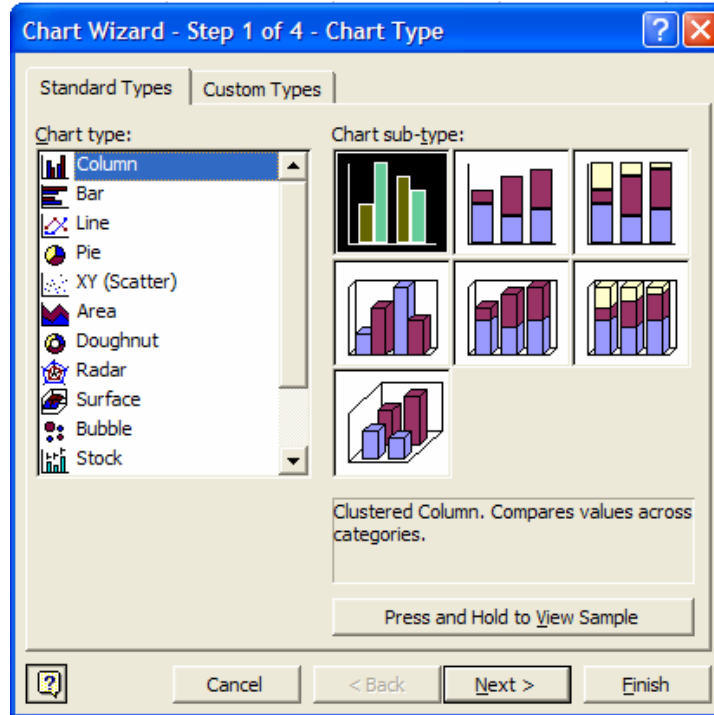 Chart Wizard - Step 1 of 4 - Chart Type
?
Standard Types
Custom Types
Chart type:
Column
Bar
Line
Pie
XY (Scatter)
Area
Doughnut
Radar
Surface
Bubble
Stock
Chart sub-type:
Clustered Column. Compares values across
categories.
Press and Hold to View Sample
?
Cancel
< Back
Next >
Finish